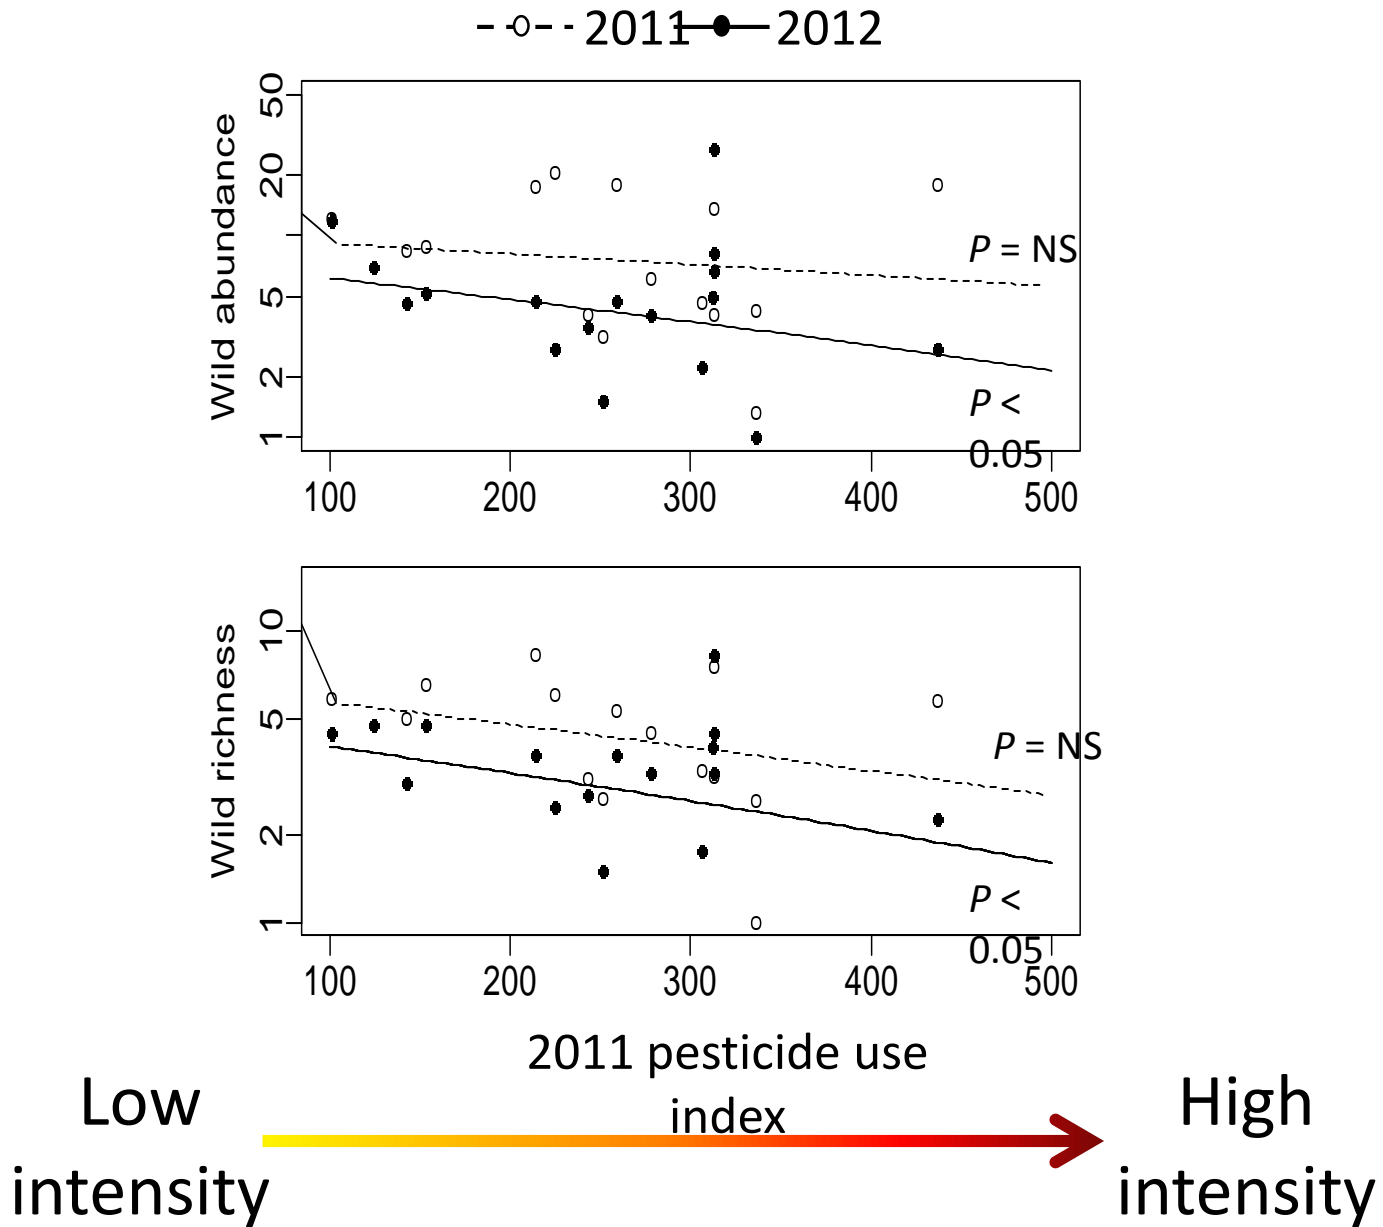 2011 2012
Wild abundance
50
20
5
2
1
P = NS
P <
0.05
100 200 300 400 500
Wild richness
10
5
2
1
P = NS
P <
0.05
100 200 300 400 500
2011 pesticide use
index
Low
intensity
High
intensity